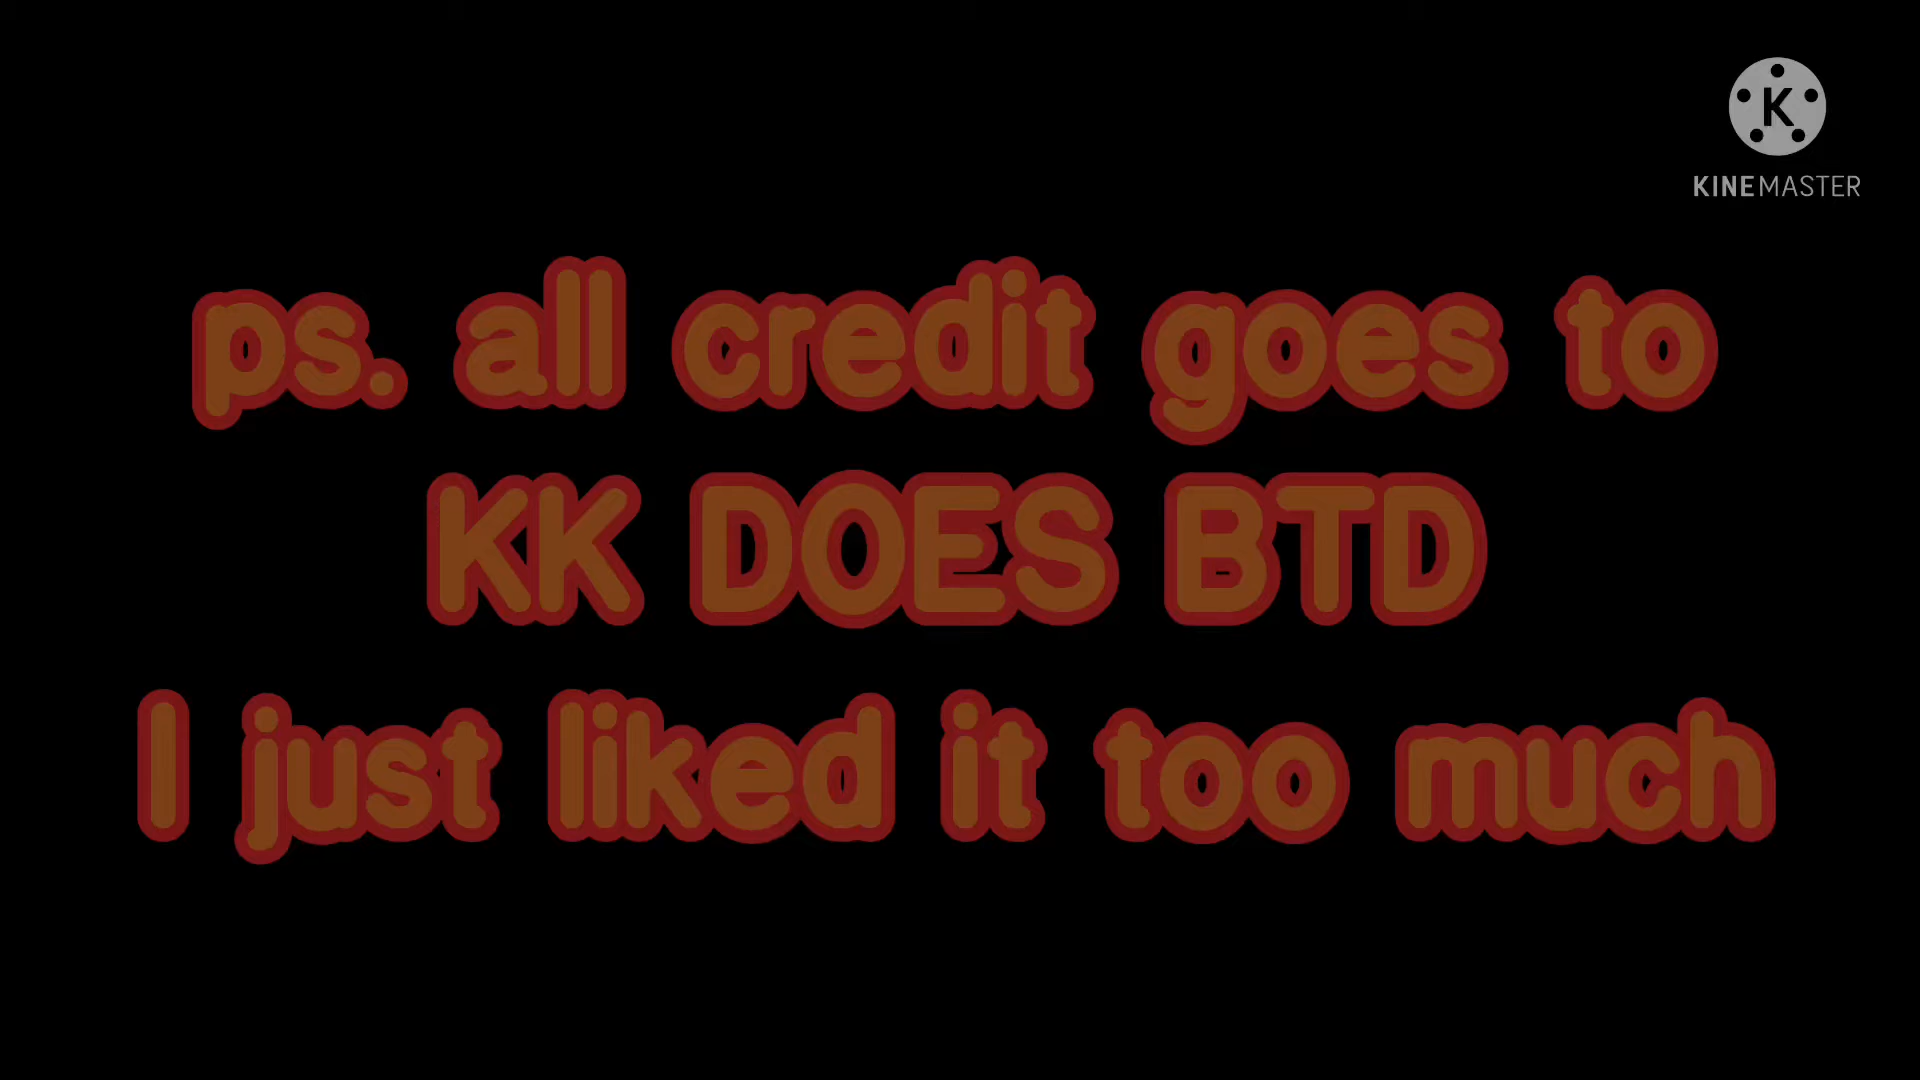 K
KINEMASTER
ps. all credit goes to
KK DOES BTD
I just liked it too much